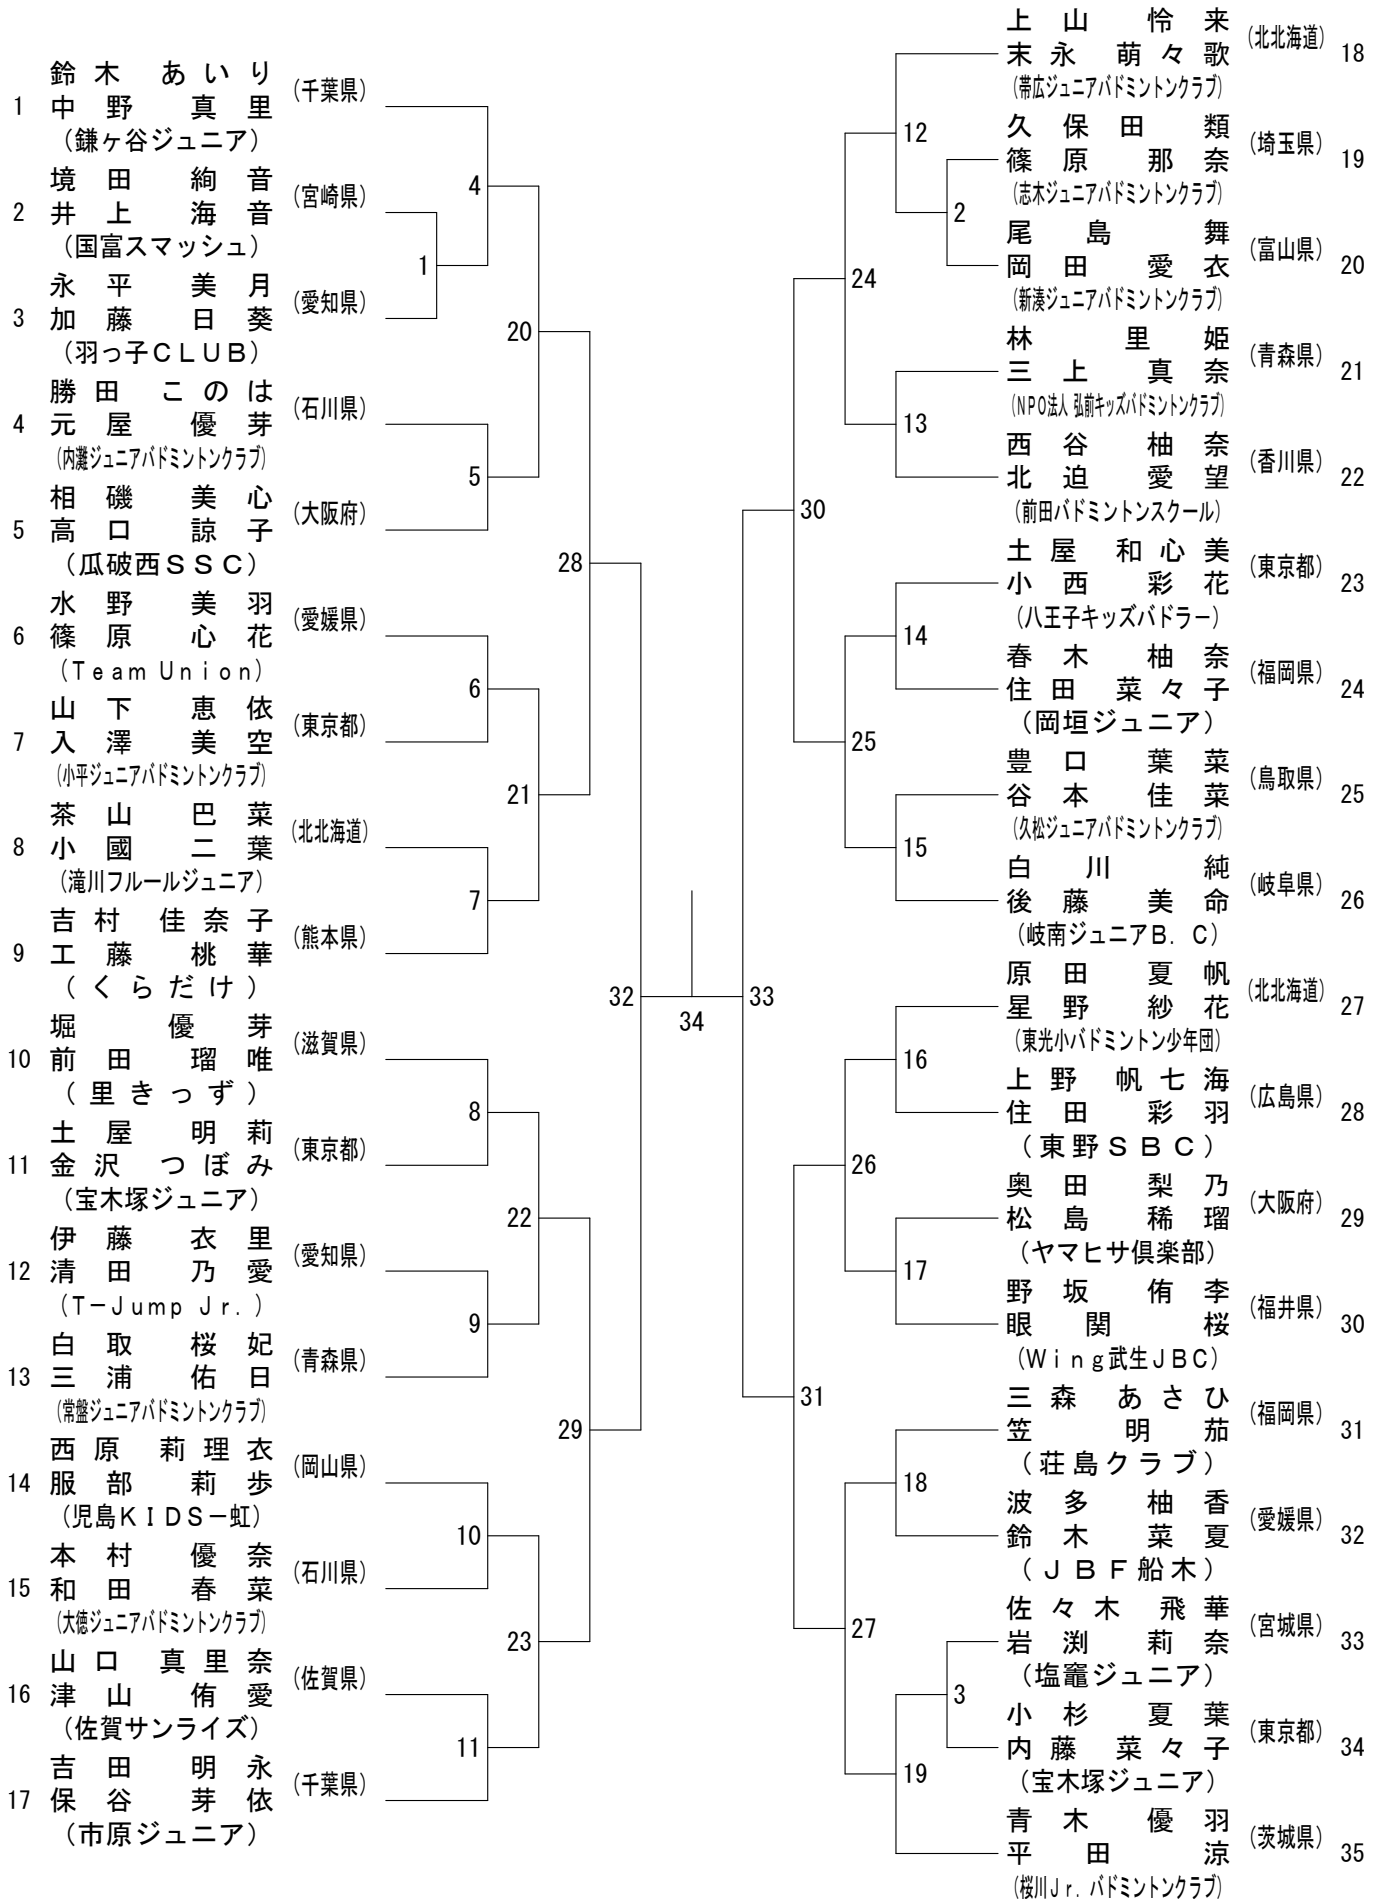 鈴木 あいり
(千葉県)
1 中野 真里
(鎌ヶ谷ジュニア)
境田 絢音
(宮崎県)
2 井上 海音
(国富スマッシュ)
永平 美月
(愛知県)
3 加藤 日葵
(羽っ子CLUB)
勝田 このは
(石川県)
4 元屋 優芽
(内灘ジュニアバドミントンクラブ)
相磯 美心
(大阪府)
5 高口 諒子
(瓜破西SSC)
水野 美羽
(愛媛県)
6 篠原 心花
(Team Union)
山下 恵依
(東京都)
7 入澤 美空
(小平ジュニアバドミントンクラブ)
茶山 巴菜
(北北海道)
8 小國 二葉
(滝川フルールジュニア)
吉村 佳奈子
(熊本県)
9 工藤 桃華
(くらだけ)
堀 優芽
(滋賀県)
10 前田 瑠唯
(里きっず)
土屋 明莉
(東京都)
11 金沢 つぼみ
(宝木塚ジュニア)
伊藤 衣里
(愛知県)
12 清田 乃愛
(T-Jump Jr.)
白取 桜妃
(青森県)
13 三浦 佑日
(常盤ジュニアバドミントンクラブ)
西原 莉理衣
(岡山県)
14 服部 莉歩
(児島KIDS-虹)
本村 優奈
(石川県)
15 和田 春菜
(大徳ジュニアバドミントンクラブ)
山口 真里奈
(佐賀県)
16 津山 侑愛
(佐賀サンライズ)
吉田 明永
(千葉県)
17 保谷 芽依
(市原ジュニア)
1
4
5
6
7
8
9
10
11
20
21
22
23
28
29
32
34
33
30
31
24
25
26
27
12
13
14
15
16
17
18
19
2
3
上山 怜来
(北北海道)
末永 萌々歌 18
(帯広ジュニアバドミントンクラブ)
久保田 類
(埼玉県)
篠原 那奈 19
(志木ジュニアバドミントンクラブ)
尾島 舞
(富山県)
岡田 愛衣 20
(新湊ジュニアバドミントンクラブ)
林 里姫
(青森県)
三上 真奈 21
(NPO法人 弘前キッズバドミントンクラブ)
西谷 柚奈
(香川県)
北迫 愛望 22
(前田バドミントンスクール)
土屋 和心美
(東京都)
小西 彩花 23
(八王子キッズバドラー)
春木 柚奈
(福岡県)
住田 菜々子 24
(岡垣ジュニア)
豊口 葉菜
(鳥取県)
谷本 佳菜 25
(久松ジュニアバドミントンクラブ)
白川 純
(岐阜県)
後藤 美命 26
(岐南ジュニアB.C)
原田 夏帆
(北北海道)
星野 紗花 27
(東光小バドミントン少年団)
上野 帆七海
(広島県)
住田 彩羽 28
(東野SBC)
奥田 梨乃
(大阪府)
松島 稀瑠 29
(ヤマヒサ倶楽部)
野坂 侑李
(福井県)
眼関 桜 30
(Wing武生JBC)
三森 あさひ
(福岡県)
笠 明茄 31
(荘島クラブ)
波多 柚香
(愛媛県)
鈴木 菜夏 32
(JBF船木)
佐々木 飛華
(宮城県)
岩渕 莉奈 33
(塩竈ジュニア)
小杉 夏葉
(東京都)
内藤 菜々子 34
(宝木塚ジュニア)
青木 優羽
(茨城県)
平田 涼 35
(桜川Jr.バドミントンクラブ)